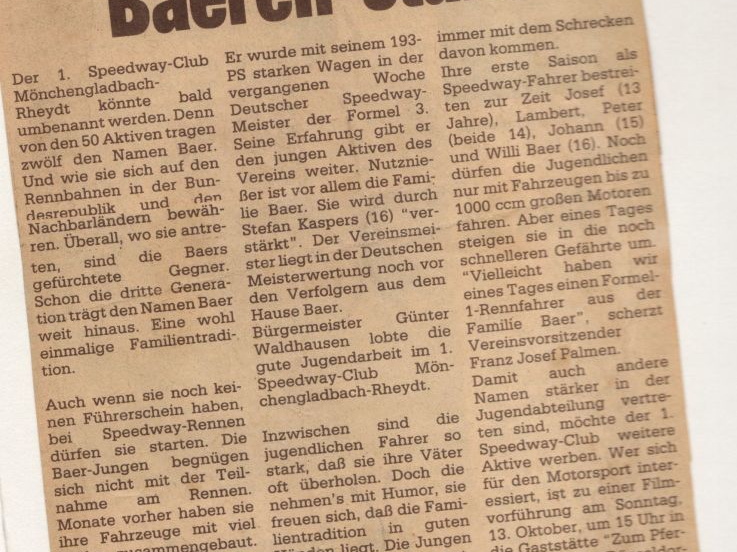 Baeren
Der 1. Speedway-Club
Mönchengladbach-
Rheydt könnte bald
umbenannt werden. Denn
von den 50 Aktiven tragen
zwölf den Namen Baer.
Und wie sie sich auf den
Rennbahnen in der Bun-
desrepublik und den
Nachbarländern bewäh-
ren. Überall, wo sie antre-
ten, sind die Baers
gefürchtete Gegner.
Schon die dritte Genera-
tion trägt den Namen Baer
weit hinaus. Eine wohl
einmalige Familientradi-
tion.
Auch wenn sie noch kei-
nen Führerschein haben,
bei Speedway-Rennen
dürfen sie starten. Die
Baer-Jungen begnügen
sich nicht mit der Teil-
nahme am Rennen.
Monate vorher haben sie
ihre Fahrzeuge mit viel
zusammengebaut.
Er wurde mit seinem 193-
PS starken Wagen in der
vergangenen Woche
Deutscher Speedway-
Meister der Formel 3.
Seine Erfahrung gibt er
den jungen Aktiven des
Vereins weiter. Nutznie-
ßer ist vor allem die Fami-
lie Baer. Sie wird durch
Stefan Kaspers (16) "ver-
stärkt". Der Vereinsmei-
ster liegt in der Deutschen
Meisterwertung noch vor
den Verfolgern aus dem
Hause Baer.
Bürgermeister Günter
Waldhausen lobte die
gute Jugendarbeit im 1.
Speedway-Club Mön-
chengladbach-Rheydt.
Inzwischen sind die
jugendlichen Fahrer so
stark, daß sie ihre Väter
oft überholen. Doch die
nehmen's mit Humor, sie
freuen sich, daß die Fami-
lientradition in guten
Händen liegt. Die Jungen
immer mit dem Schrecken
davon kommen.
Ihre erste Saison als
Speedway-Fahrer bestrei-
ten zur Zeit Josef (13
Jahre), Lambert, Peter
(beide 14), Johann (15)
und Willi Baer (16). Noch
dürfen die Jugendlichen
nur mit Fahrzeugen bis zu
1000 ccm großen Motoren
fahren. Aber eines Tages
steigen sie in die noch
schnelleren Gefährte um.
"Vielleicht haben wir
eines Tages einen Formel-
1-Rennfahrer aus der
Familie Baer", scherzt
Vereinsvorsitzender
Franz Josef Palmen.
Damit auch andere
Namen stärker in der
Jugendabteilung vertre-
ten sind, möchte der 1.
Speedway-Club weitere
Aktive werben. Wer sich
für den Motorsport inter-
essiert, ist zu einer Film-
vorführung am Sonntag,
13. Oktober, um 15 Uhr in
die Gaststätte "Zum Pfer-